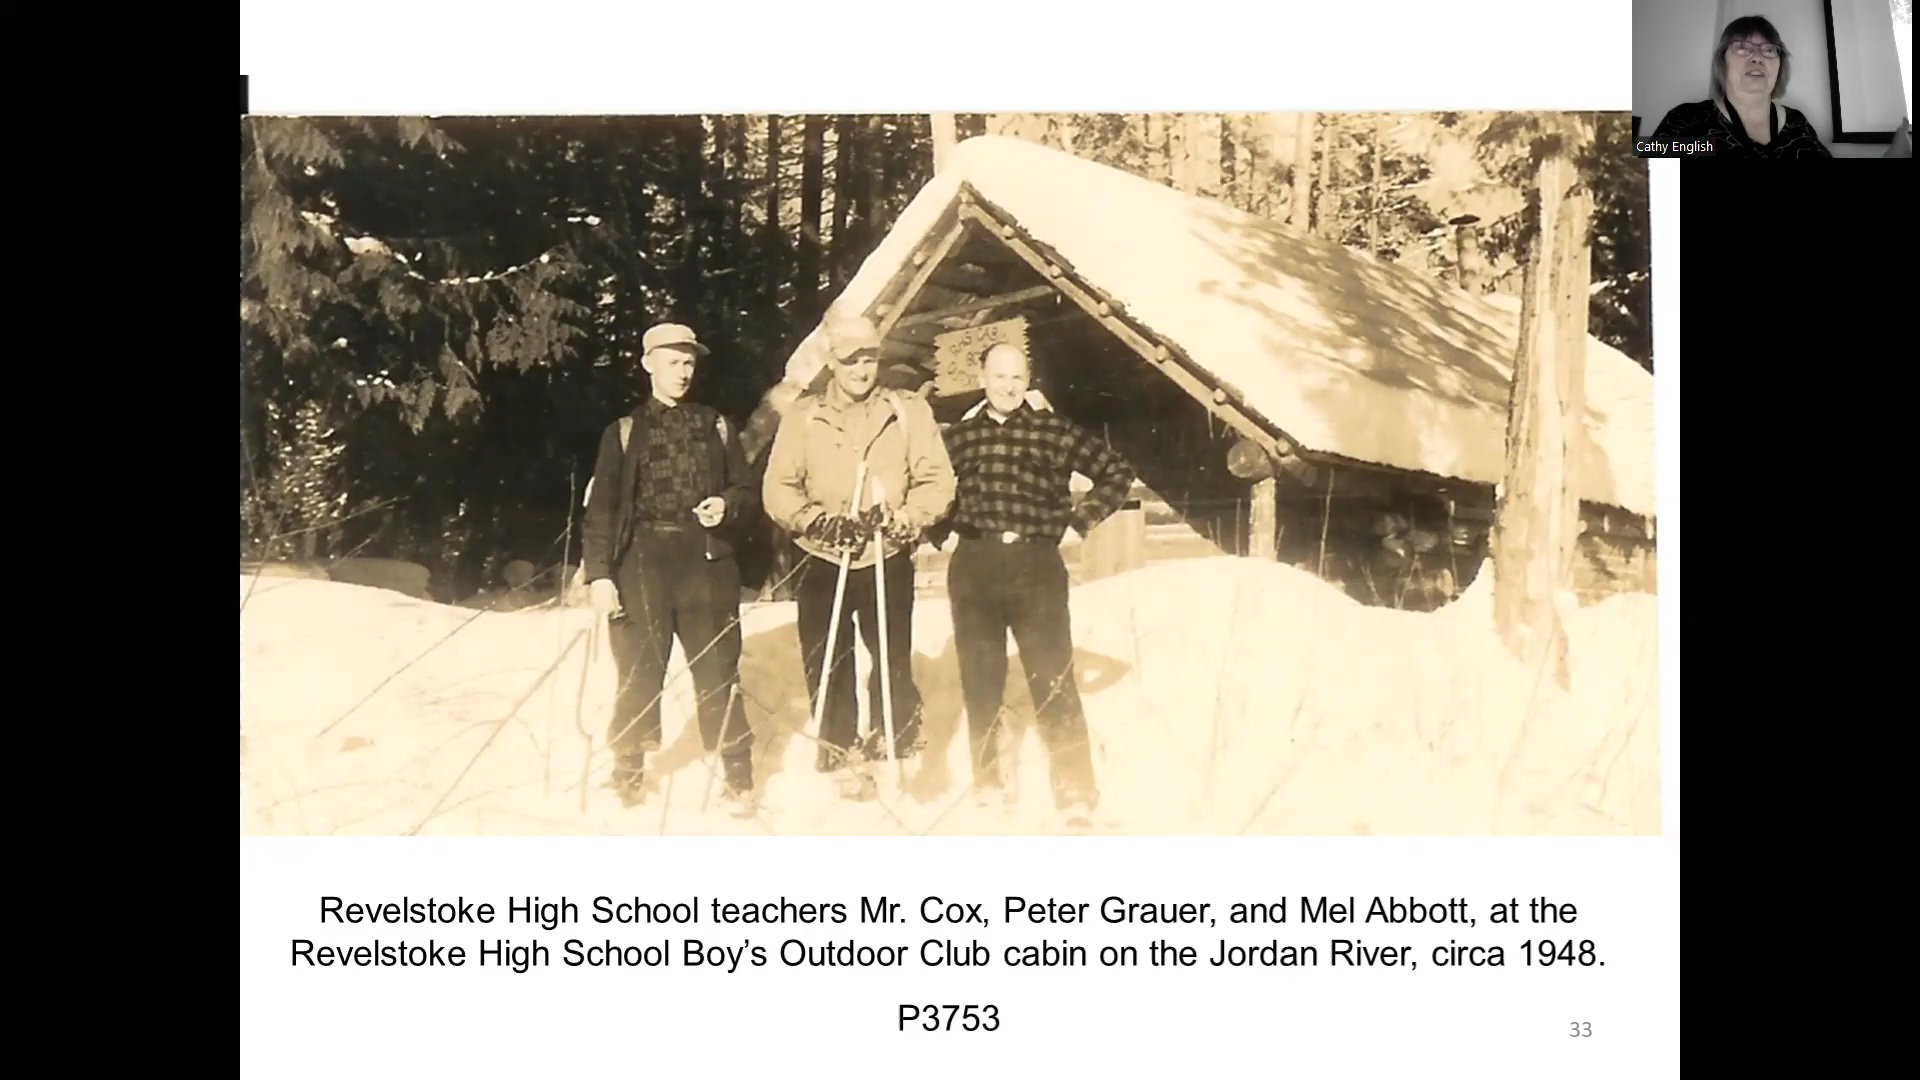 Cathy English
Revelstoke High School teachers Mr. Cox, Peter Grauer, and Mel Abbott, at the
Revelstoke High School Boy’s Outdoor Club cabin on the Jordan River, circa 1948.
P3753
33